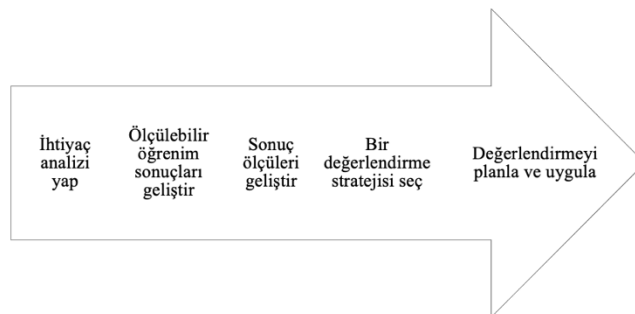 İhtiyaç
analizi
yap
Ölçülebilir
öğrenim
sonuçları
geliştir
Sonuç
ölçüleri
geliştir
Bir
değerlendirme
stratejisi seç
Değerlendirmeyi
planla ve uygula